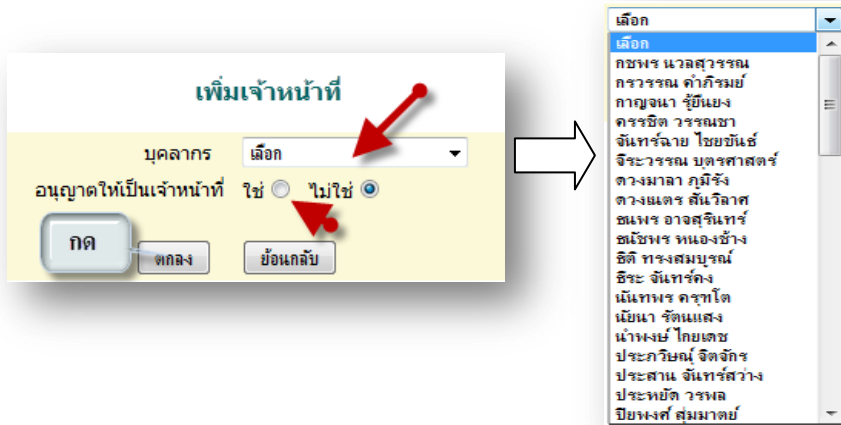 เพิ่มเจ้าหน้าที่
บุคลากร เลือก
อนุญาตให้เป็นเจ้าหน้าที่ ใช่ ไม่ใช่
กด
ตกลง ย้อนกลับ
เลือก
เลือก
กชพร นวลสุวรรณ
กรวรรณ คำภิรมย์
กาญจนา รู้ยืนยง
ครรชิต วรรณชา
จันทร์ฉาย ไชยขันธ์
จีระวรรณ บุตรศาสตร์
ดวงมาลา ภูมิรัง
ดวงเนตร สันวิลาศ
ธนพร อาจสุรินทร์
ธนัชพร หนองช้าง
ธิติ ทรงสมบูรณ์
ธีระ จันทร์คง
นันทพร ครุฑโต
นัยนา รัตนแสง
นำพงษ์ ไกยเดช
ประภวิษณุ์ จิตจักร
ประสาน จันทร์สว่าง
ประหยัด วรพล
ปิยพงศ์ สุ่มมาตย์